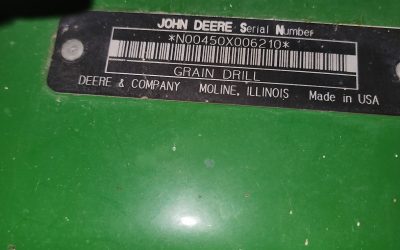 JOHN DEERE Serial Number
*N00450X006210*
GRAIN DRILL
DEERE & COMPANY MOLINE, ILLINOIS Made in USA